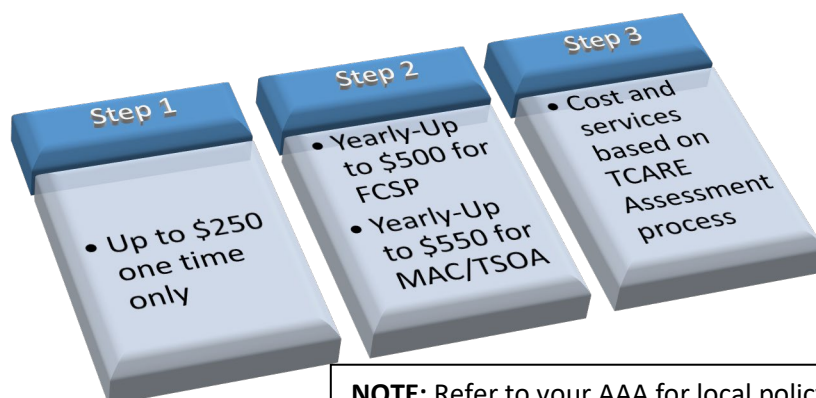 Step 1
• Up to $250
one time
only
Step 2
• Yearly-Up
to $500 for
FCSP
• Yearly-Up
to $550 for
MAC/TSOA
Step 3
• Cost and
services
based on
TCARE
Assessment
process
NOTE: Refer to your AAA for local policy